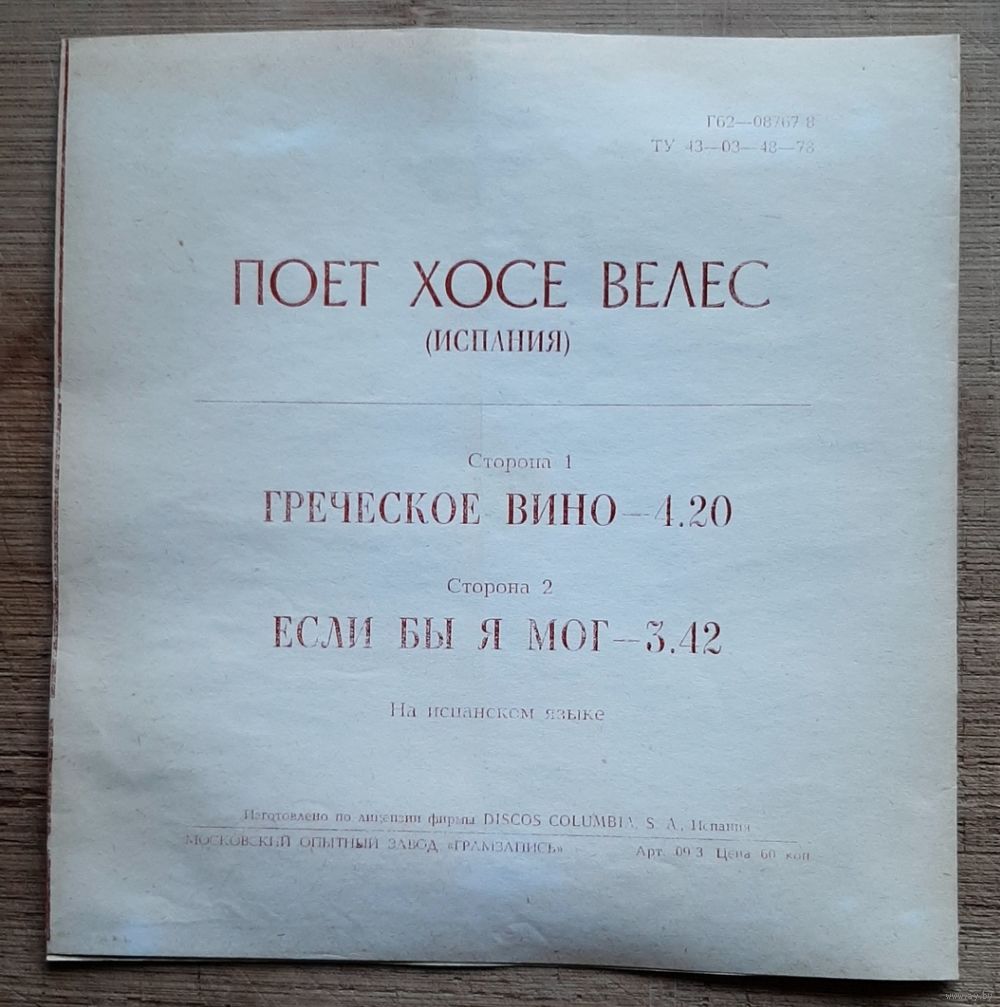 Г62—08767-8
ТУ 43—03—48—78
ПОЕТ ХОСЕ ВЕЛЕС
(ИСПАНИЯ)
Сторона 1
ГРЕЧЕСКОЕ ВИНО—4.20
Сторона 2
ЕСЛИ БЫ Я МОГ—3.42
На испанском языке
Изготовлено по лицензии фирмы DISCOS COLUMBIA, S. A., Испания
МОСКОВСКИЙ ОПЫТНЫЙ ЗАВОД «ГРАМЗАПИСЬ» Арт. 09-3 Цена 60 коп.